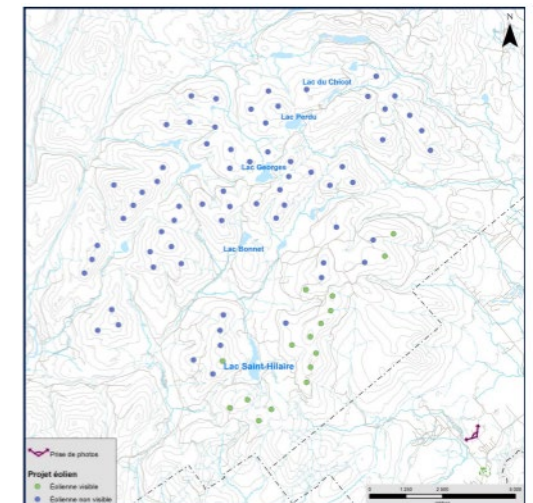 N
Lac du Chicot
Lac Perdu
Lac Georges
Lac Bonnet
Lac Saint-Hilaire
Prise de photos
Projet éolien
Éolienne visible
Éolienne non visible
0